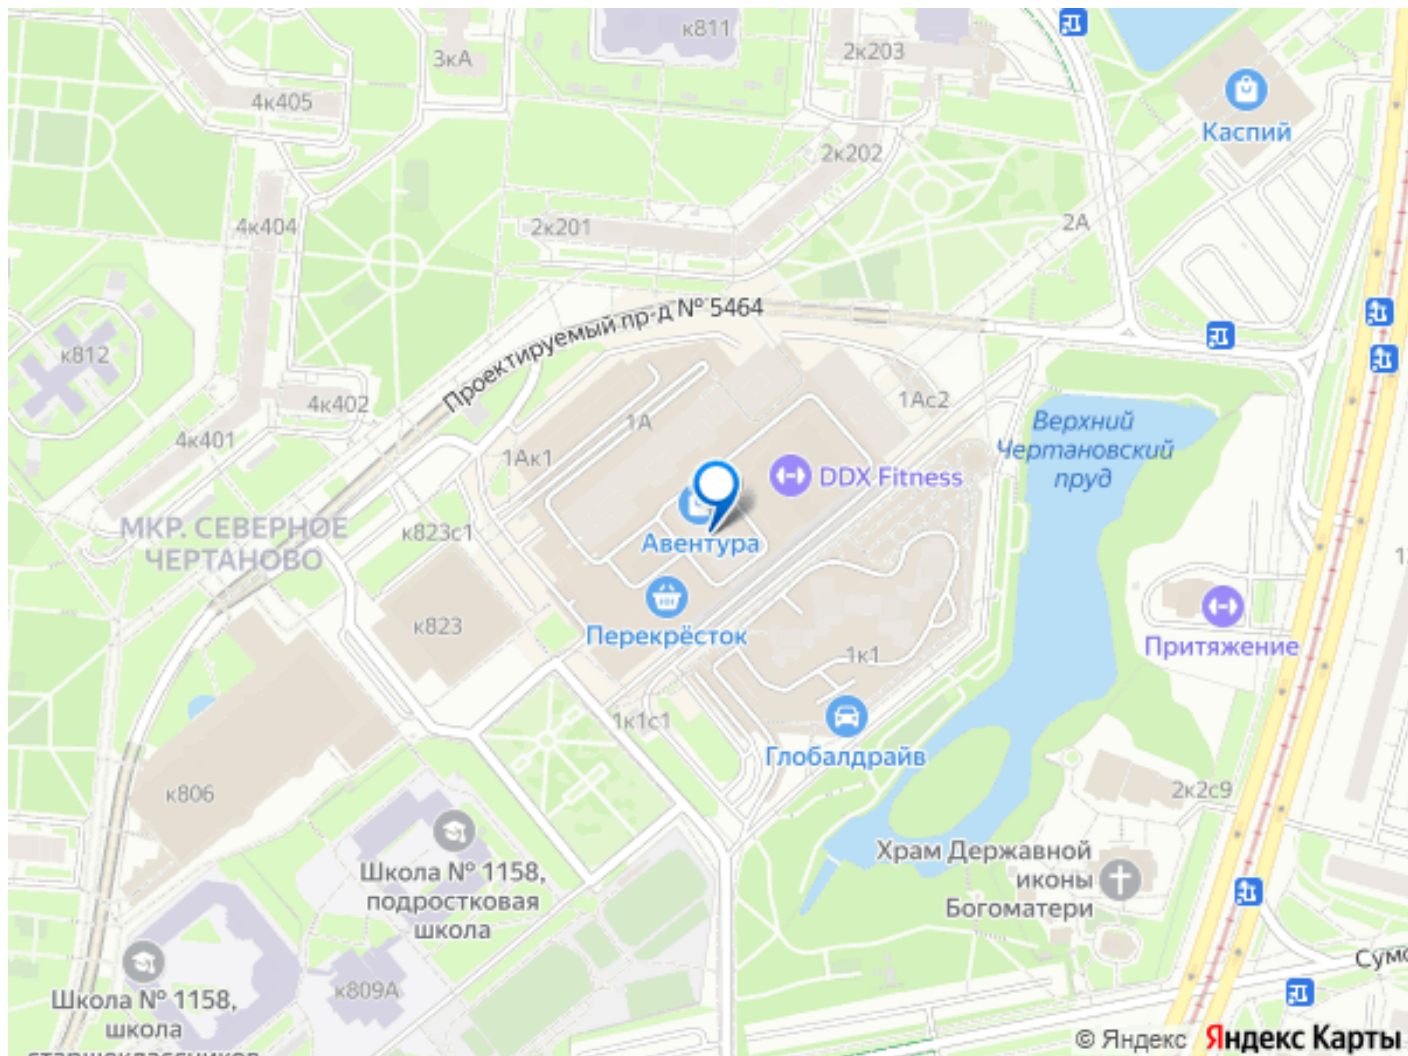 к811
3кА
2к203
4к405
Каспий
2к202
4к404
2к201
2А
Проектируемый пр-д № 5464
к812
4к402
1Ас2
4к401
1А
Верхний
Чертановский
пруд
1Ак1
DDX Fitness
МКР. СЕВЕРНОЕ
ЧЕРТАНОВО
к823с1
Авентура
к823
Перекрёсток
Притяжение
1к1
1к1с1
Глобалдрайв
к806
2к2с9
Школа № 1158,
подростковая
школа
Храм Державной
иконы
Богоматери
Школа № 1158,
школа
старшеклассников
к809А
Сумс
© Яндекс Яндекс Карты